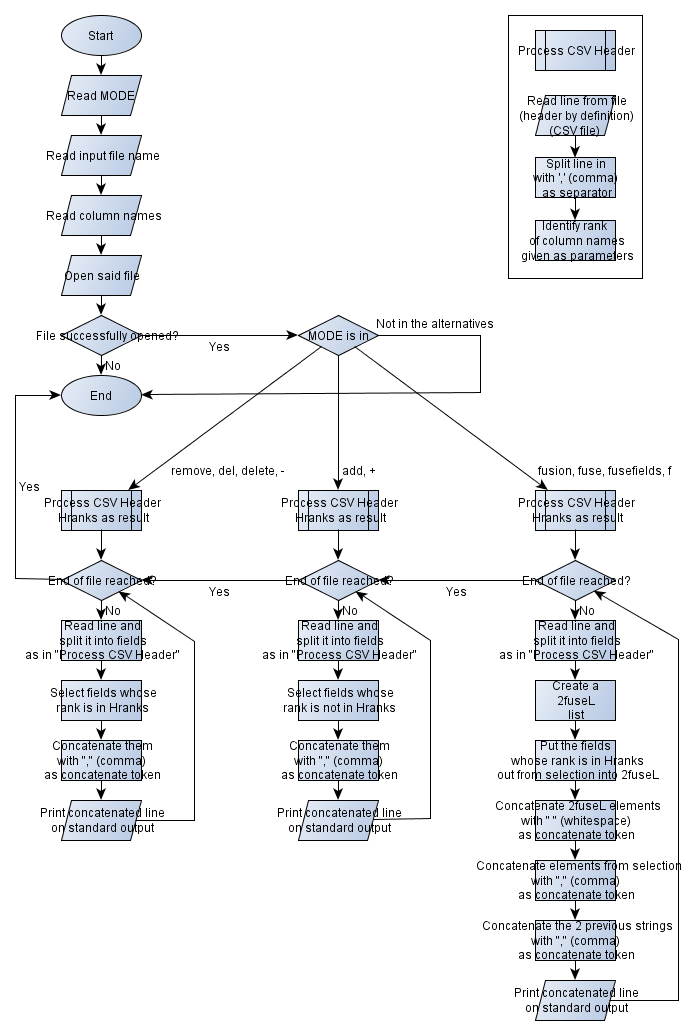 Start
Read MODE
Read input file name
Read column names
Open said file
File successfully opened?
Yes
No
End
MODE is in
Not in the alternatives
Process CSV Header
Read line from file
(header by definition)
(CSV file)
Split line in
with ',' (comma)
as separator
Identify rank
of column names
given as parameters
remove, del, delete, -
add, +
fusion, fuse, fusefields, f
Yes
Process CSV Header
Hranks as result
End of file reached?
No
Read line and
split it into fields
as in "Process CSV Header"
Select fields whose
rank is in Hranks
Concatenate them
with "," (comma)
as concatenate token
Print concatenated line
on standard output
Yes
Process CSV Header
Hranks as result
End of file reached?
No
Read line and
split it into fields
as in "Process CSV Header"
Select fields whose
rank is not in Hranks
Concatenate them
with "," (comma)
as concatenate token
Print concatenated line
on standard output
Yes
Process CSV Header
Hranks as result
End of file reached?
No
Read line and
split it into fields
as in "Process CSV Header"
Create a
2fuseL
list
Put the fields
whose rank is in Hranks
out from selection into 2fuseL
Concatenate 2fuseL elements
with " " (whitespace)
as concatenate token
Concatenate elements from selection
with "," (comma)
as concatenate token
Concatenate the 2 previous strings
with "," (comma)
as concatenate token
Print concatenated line
on standard output